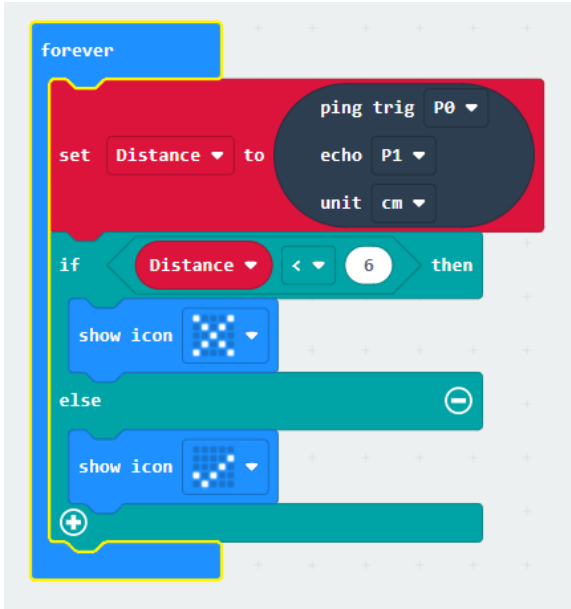 forever
ping trig P0
set Distance to echo P1
unit cm
if Distance < 6 then
show icon
else
show icon